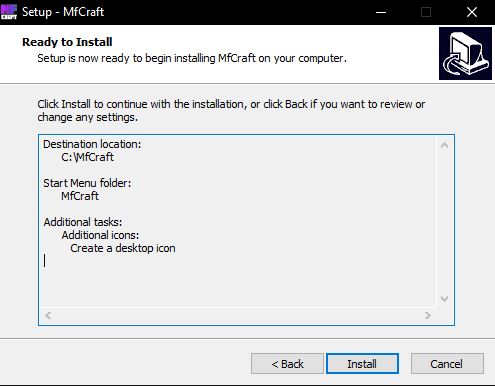 MF
CRAFT
Setup - MfCraft
Ready to Install
Setup is now ready to begin installing MfCraft on your computer.
Click Install to continue with the installation, or click Back if you want to review or
change any settings.
Destination location:
C:\MfCraft
Start Menu folder:
MfCraft
Additional tasks:
Additional icons:
Create a desktop icon
< Back
Install
Cancel